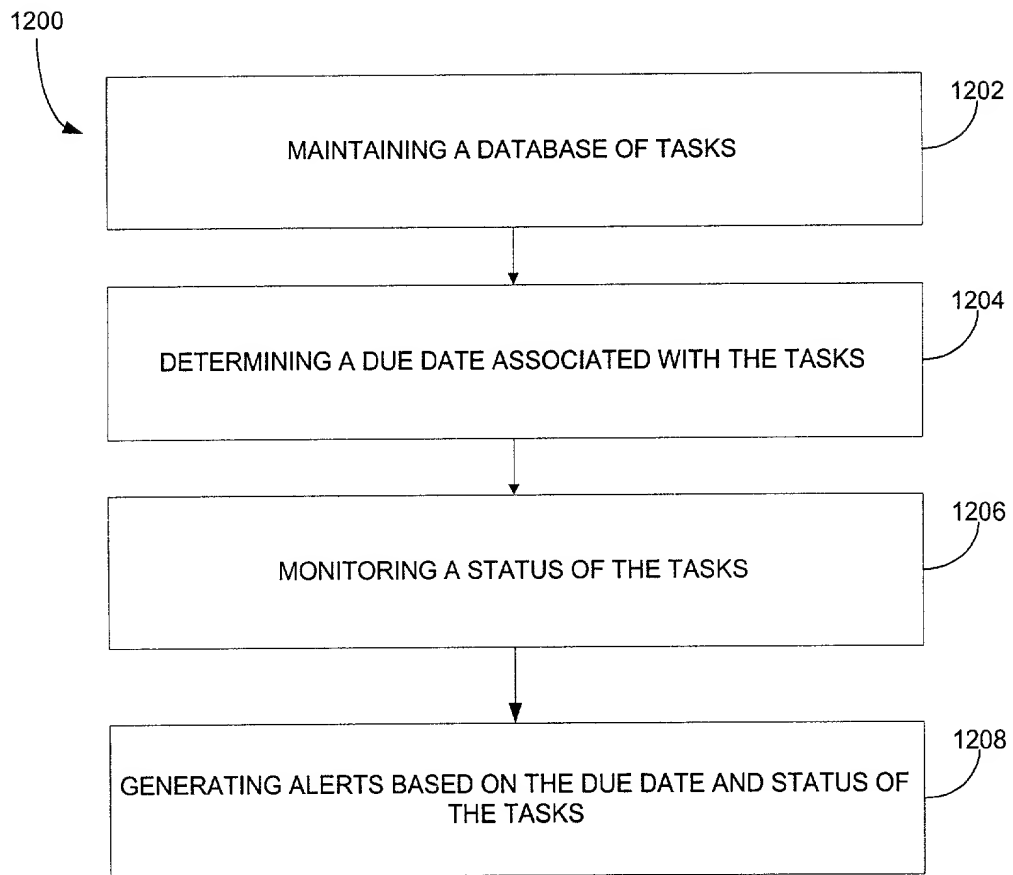 1200
1202
MAINTAINING A DATABASE OF TASKS
1204
DETERMINING A DUE DATE ASSOCIATED WITH THE TASKS
1206
MONITORING A STATUS OF THE TASKS
1208
GENERATING ALERTS BASED ON THE DUE DATE AND STATUS OF
THE TASKS